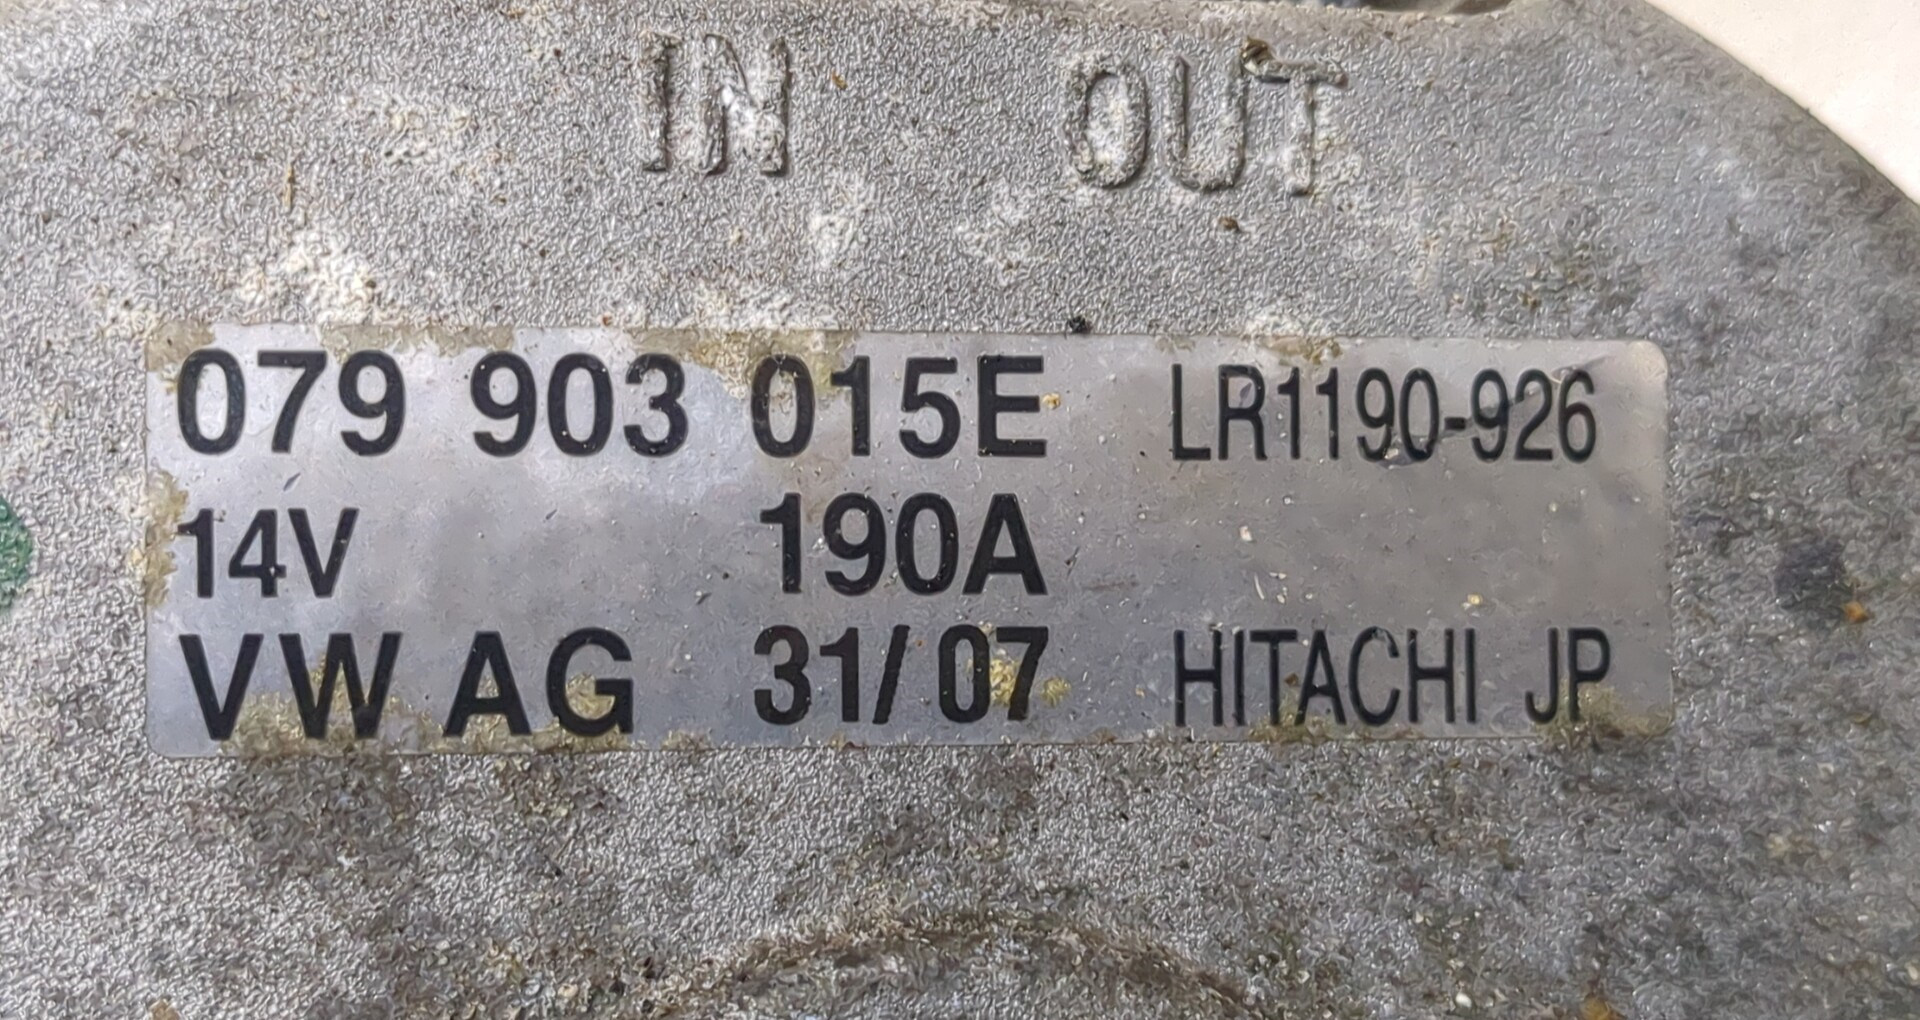 IN OUT
079 903 015E LR1190-926
14V 190A
VW AG 31/07 HITACHI JP